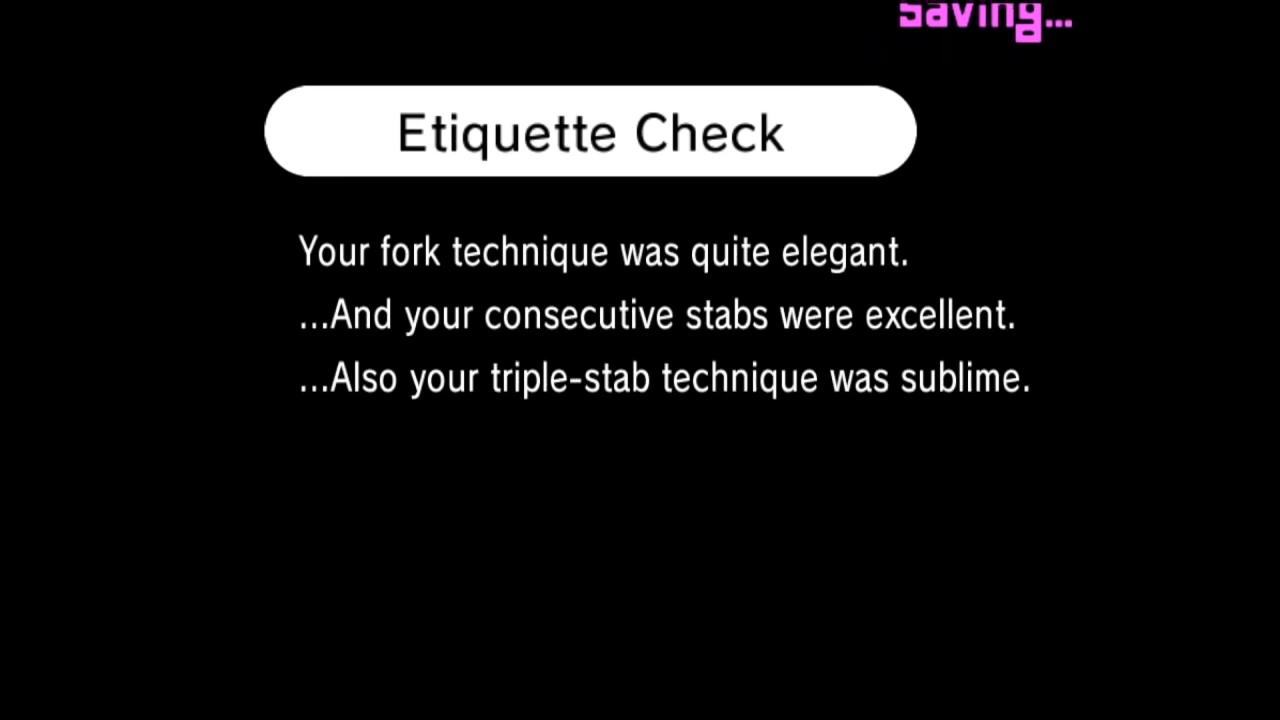 Saving...
Etiquette Check
Your fork technique was quite elegant.
...And your consecutive stabs were excellent.
...Also your triple-stab technique was sublime.